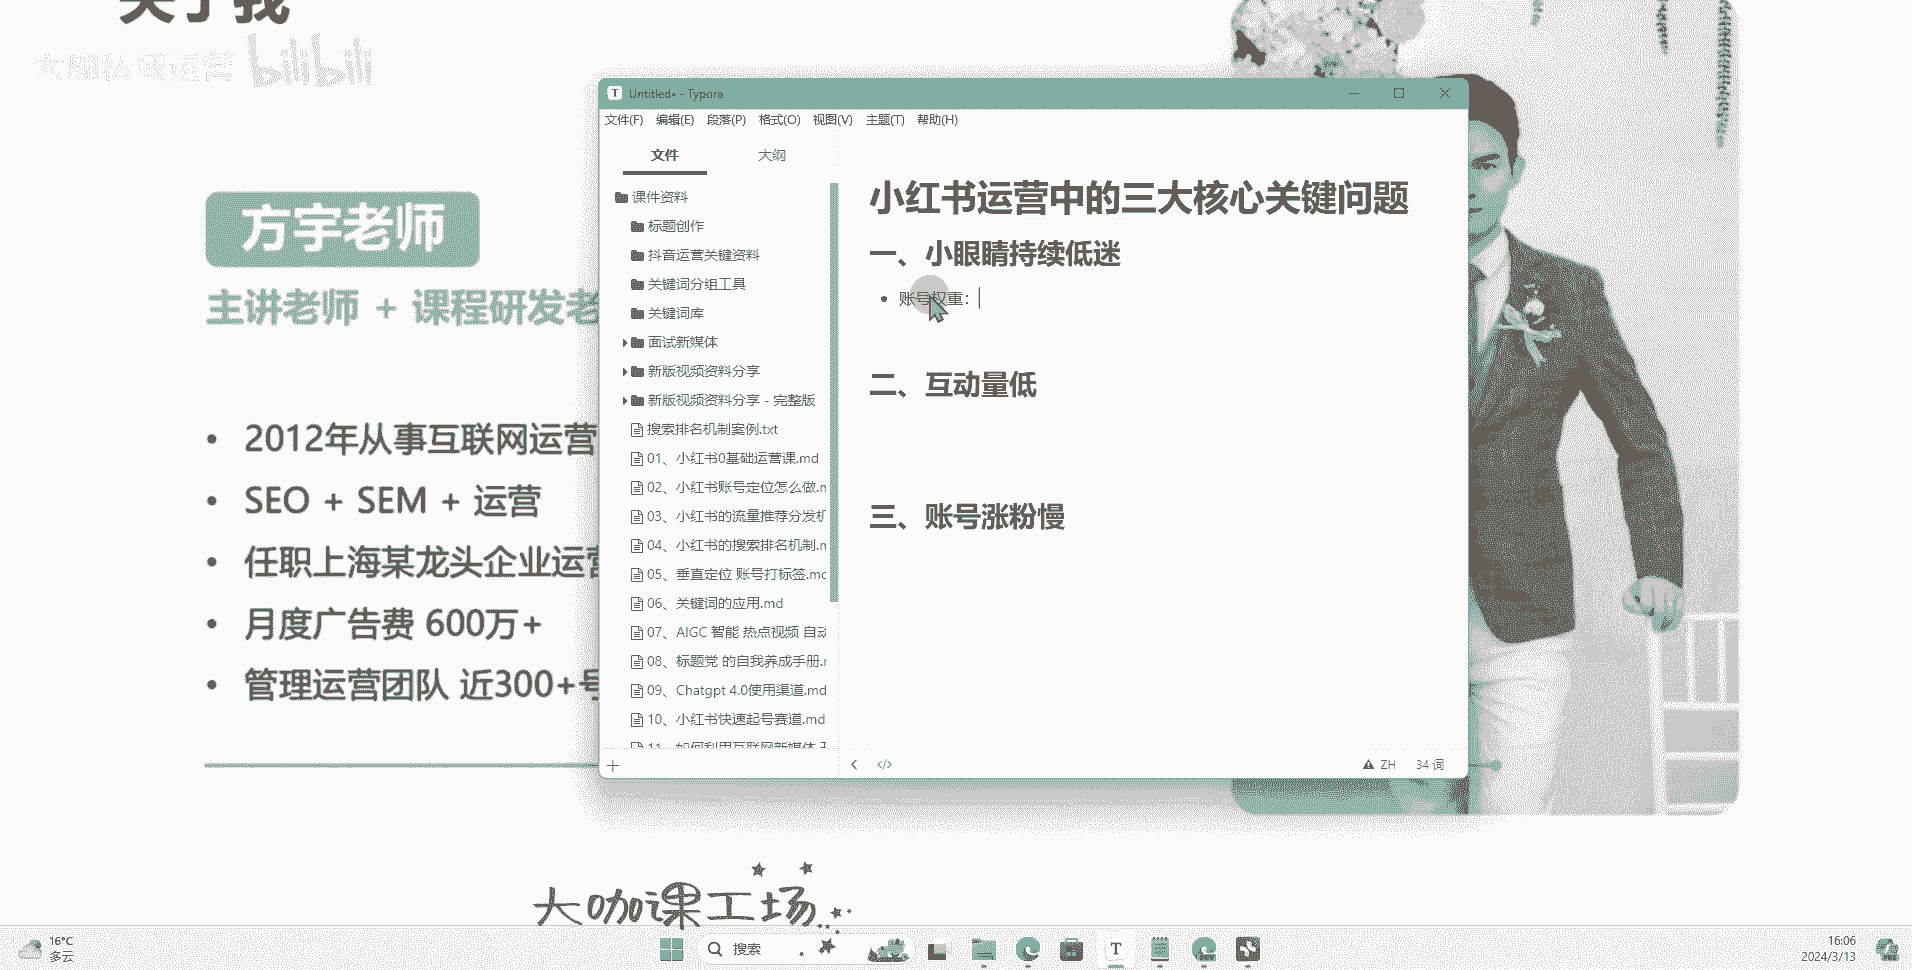 关于我
大咖私域运营 bilibili
方宇老师
主讲老师 + 课程研发老
2012年从事互联网运营
SEO + SEM + 运营
任职上海某龙头企业运营
月度广告费 600万+
管理运营团队 近300+号
Untitled• - Typora
文件(F) 编辑(E) 段落(P) 格式(O) 视图(V) 主题(T) 帮助(H)
文件 大纲
课件资料
标题创作
抖音运营关键资料
关键词分组工具
关键词库
面试新媒体
新版视频资料分享
新版视频资料分享 - 完整版
搜索排名机制案例.txt
01、小红书0基础运营课.md
02、小红书账号定位怎么做.m
03、小红书的流量推荐分发机
04、小红书的搜索排名机制.m
05、垂直定位 账号打标签.md
06、关键词的应用.md
07、AIGC 智能 热点视频 自动
08、标题党 的自我养成手册.m
09、Chatgpt 4.0使用渠道.md
10、小红书快速起号赛道.md
11、如何利用互联网新媒体
小红书运营中的三大核心关键问题
一、小眼睛持续低迷
账号权重：
二、互动量低
三、账号涨粉慢
ZH 34 词
大咖课工场
16°C
多云
搜索
T
DEV
16:06
2024/3/13
PRE